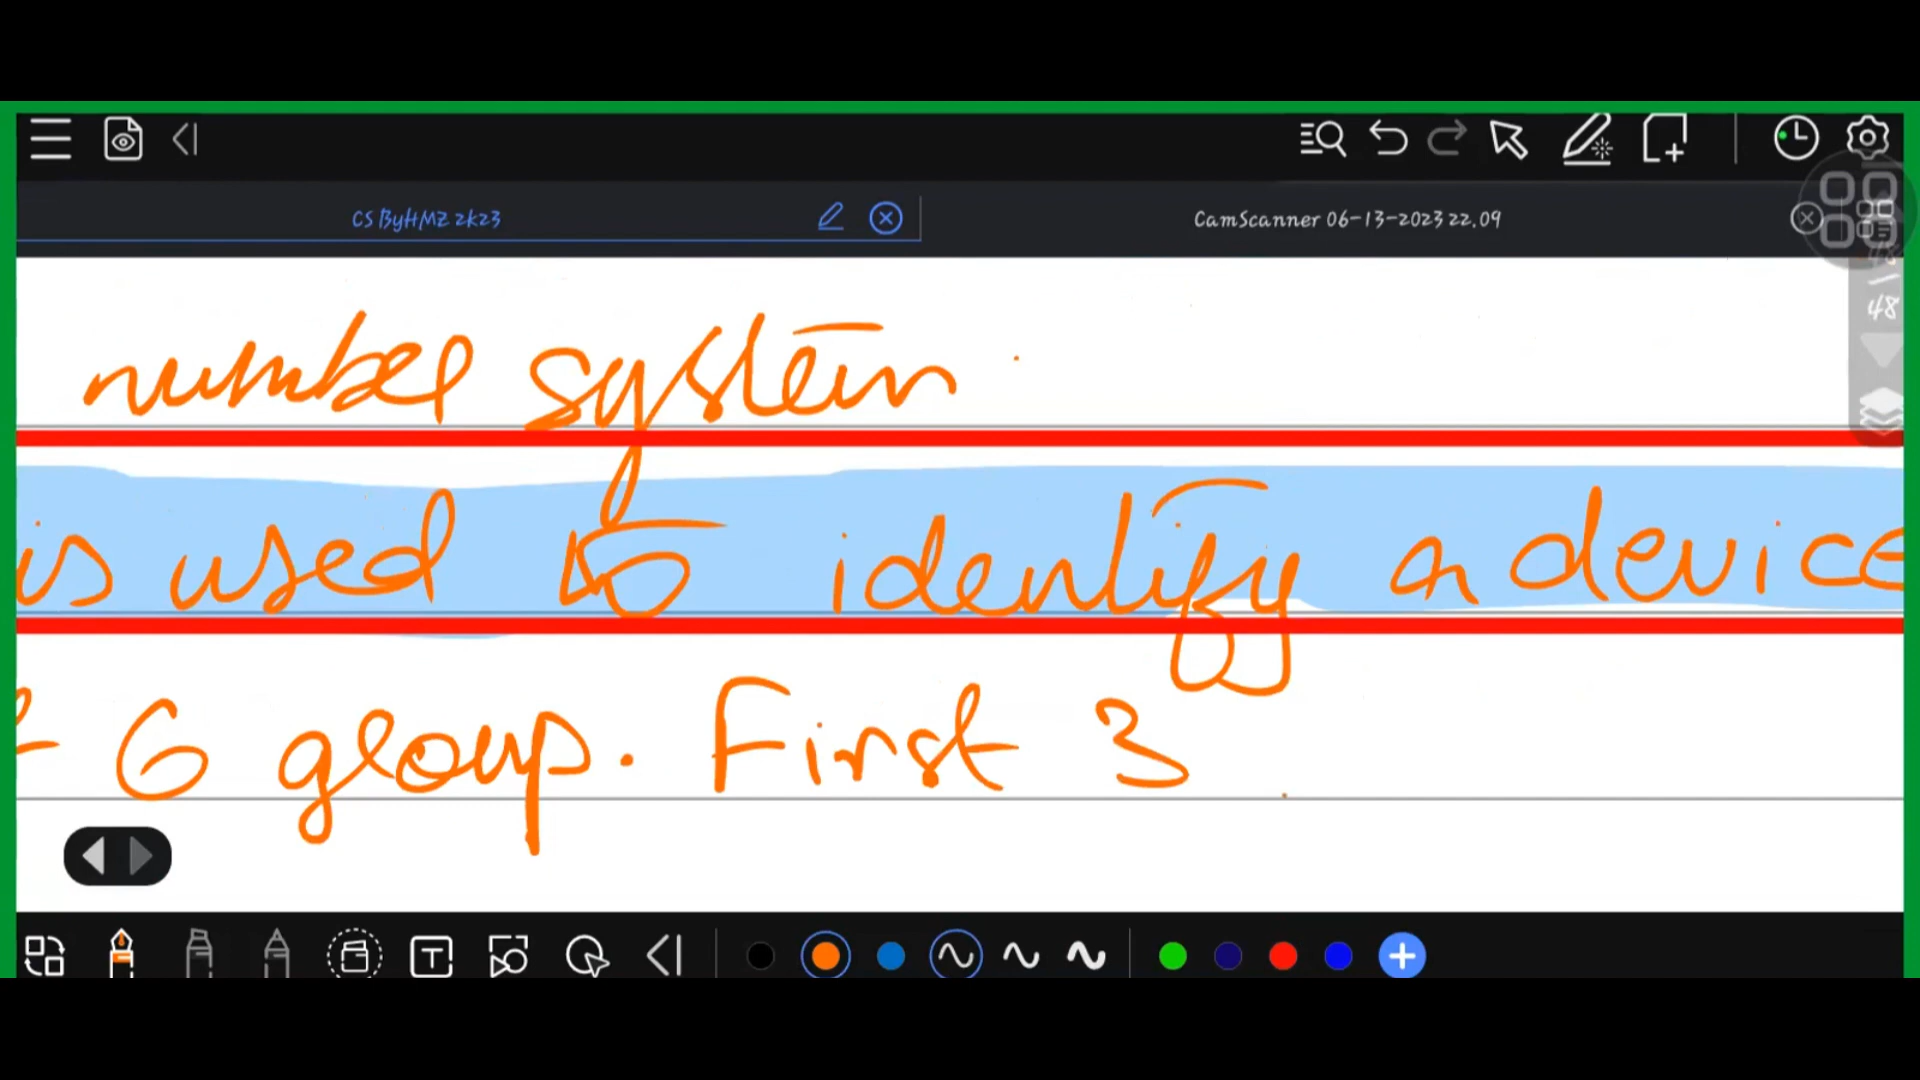 CS ByHMZ 2k23
CamScanner 06-13-2023 22.09
48
number system
is used to identify a device
6 group. First 3